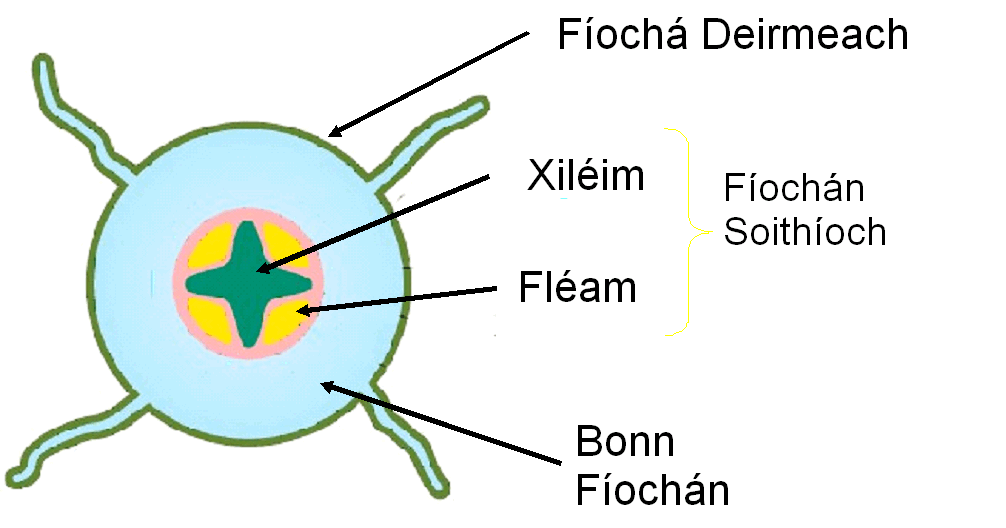 Fíochá Deirmeach
Xiléim
Fléam
Fíochán
Soithíoch
Bonn
Fíochán